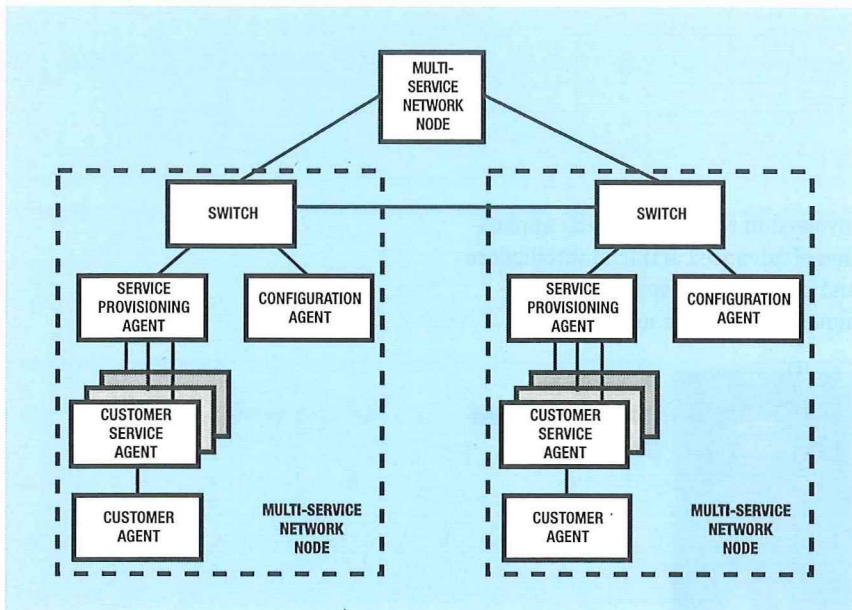 MULTI-
SERVICE
NETWORK
NODE
SWITCH
SERVICE
PROVISIONING
AGENT
CONFIGURATION
AGENT
CUSTOMER
SERVICE
AGENT
CUSTOMER
AGENT
MULTI-SERVICE
NETWORK
NODE
SWITCH
SERVICE
PROVISIONING
AGENT
CONFIGURATION
AGENT
CUSTOMER
SERVICE
AGENT
CUSTOMER
AGENT
MULTI-SERVICE
NETWORK
NODE